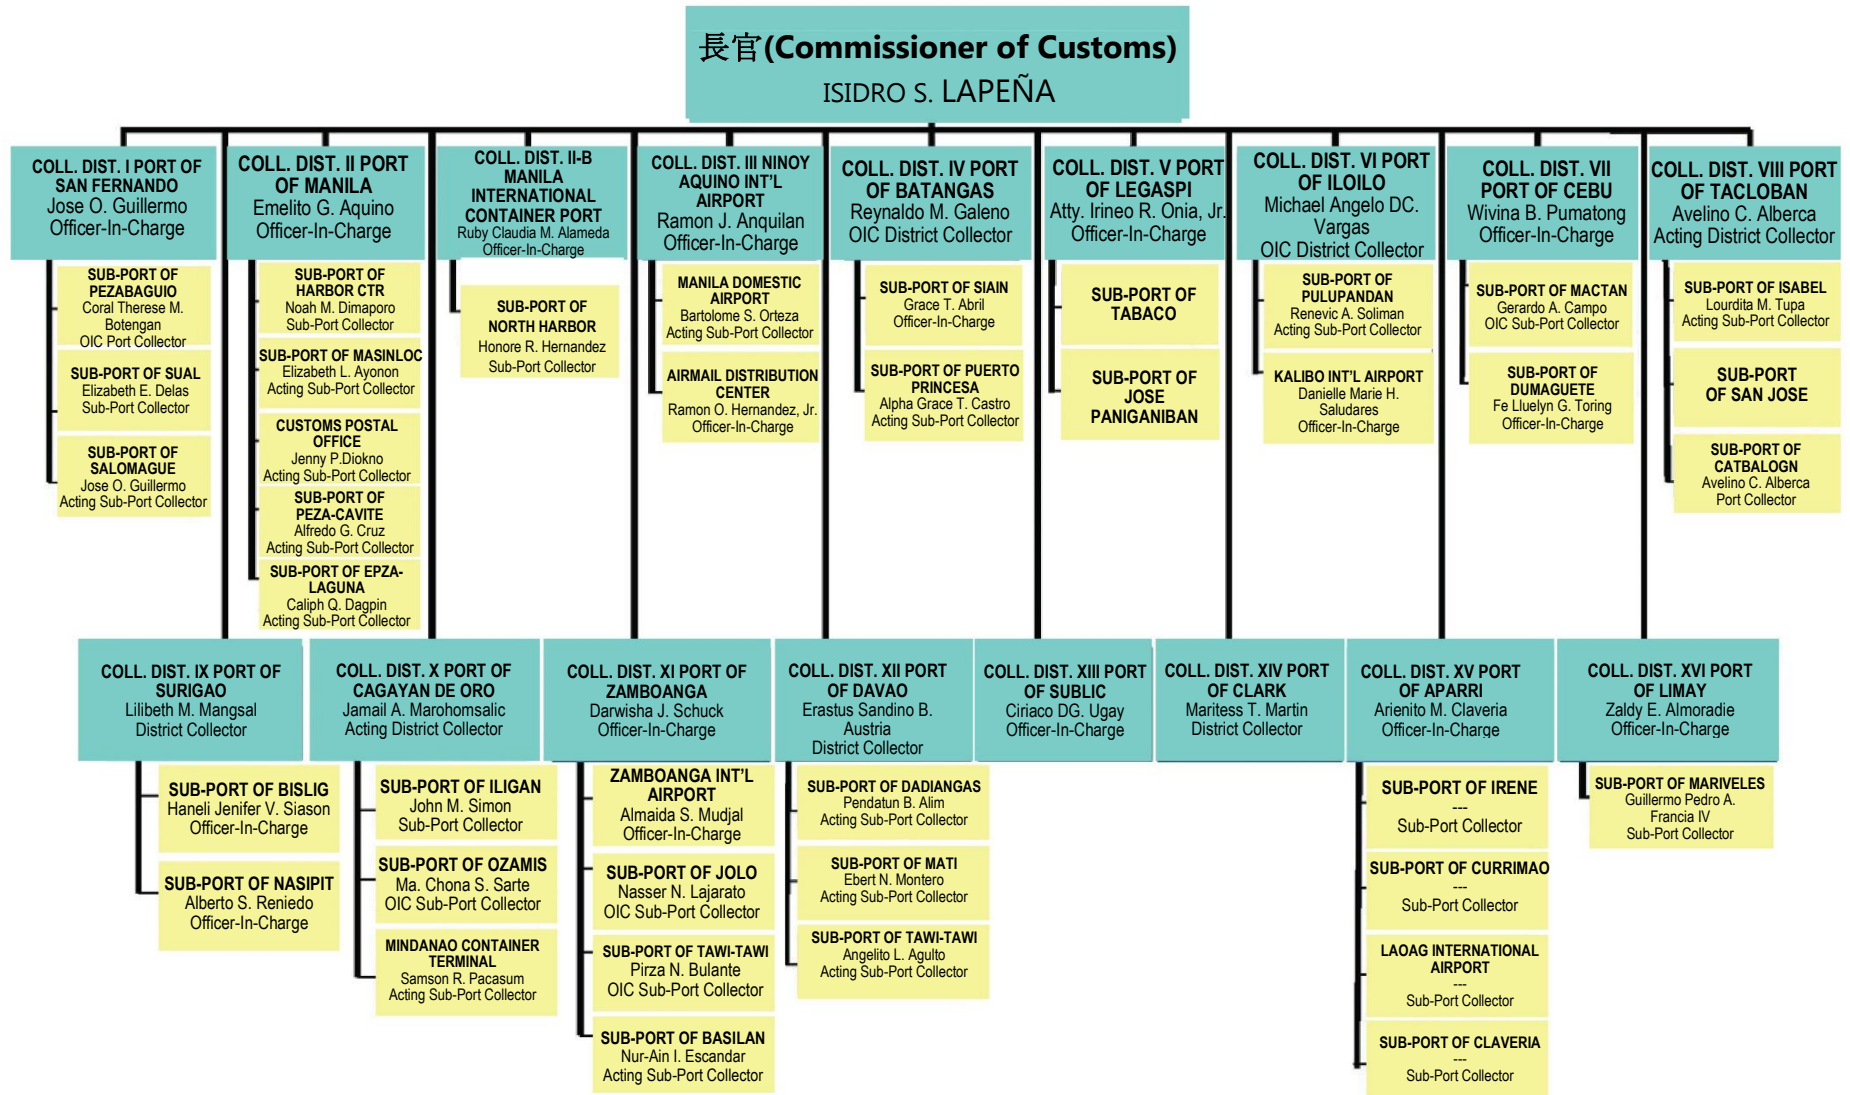 長官(Commissioner of Customs)
ISIDRO S. LAPEÑA
COLL. DIST. I PORT OF
SAN FERNANDO
Jose O. Guillermo
Officer-In-Charge
SUB-PORT OF
PEZABAGUIO
Coral Therese M.
Botengan
OIC Port Collector
SUB-PORT OF SUAL
Elizabeth E. Delas
Sub-Port Collector
SUB-PORT OF
SALOMAGUE
Jose O. Guillermo
Acting Sub-Port Collector
COLL. DIST. II PORT
OF MANILA
Emelito G. Aquino
Officer-In-Charge
SUB-PORT OF
HARBOR CTR
Noah M. Dimaporo
Sub-Port Collector
SUB-PORT OF MASINLOC
Elizabeth L. Ayonon
Acting Sub-Port Collector
CUSTOMS POSTAL
OFFICE
Jenny P.Diokno
Acting Sub-Port Collector
SUB-PORT OF
PEZA-CAVITE
Alfredo G. Cruz
Acting Sub-Port Collector
SUB-PORT OF EPZA-
LAGUNA
Caliph Q. Dagpin
Acting Sub-Port Collector
COLL. DIST. II-B
MANILA
INTERNATIONAL
CONTAINER PORT
Ruby Claudia M. Alameda
Officer-In-Charge
SUB-PORT OF
NORTH HARBOR
Honore R. Hernandez
Sub-Port Collector
COLL. DIST. III NINOY
AQUINO INT'L
AIRPORT
Ramon J. Anquilan
Officer-In-Charge
MANILA DOMESTIC
AIRPORT
Bartolome S. Orteza
Acting Sub-Port Collector
AIRMAIL DISTRIBUTION
CENTER
Ramon O. Hernandez, Jr.
Officer-In-Charge
COLL. DIST. IV PORT
OF BATANGAS
Reynaldo M. Galeno
OIC District Collector
SUB-PORT OF SIAIN
Grace T. Abril
Officer-In-Charge
SUB-PORT OF PUERTO
PRINCESA
Alpha Grace T. Castro
Acting Sub-Port Collector
COLL. DIST. V PORT
OF LEGASPI
Atty. Irineo R. Onia, Jr.
Officer-In-Charge
SUB-PORT OF
TABACO
SUB-PORT OF
JOSE
PANIGANIBAN
COLL. DIST. VI PORT
OF ILOILO
Michael Angelo DC.
Vargas
OIC District Collector
SUB-PORT OF
PULUPANDAN
Renevic A. Soliman
Acting Sub-Port Collector
KALIBO INT'L AIRPORT
Danielle Marie H.
Saludares
Officer-In-Charge
COLL. DIST. VII
PORT OF CEBU
Wivina B. Pumatong
Officer-In-Charge
SUB-PORT OF MACTAN
Gerardo A. Campo
OIC Sub-Port Collector
SUB-PORT OF
DUMAGUETE
Fe Lluelyn G. Toring
Officer-In-Charge
COLL. DIST. VIII PORT
OF TACLOBAN
Avelino C. Alberca
Acting District Collector
SUB-PORT OF ISABEL
Lourdita M. Tupa
Acting Sub-Port Collector
SUB-PORT
OF SAN JOSE
SUB-PORT OF
CATBALOGN
Avelino C. Alberca
Port Collector
COLL. DIST. IX PORT OF
SURIGAO
Lilibeth M. Mangsal
District Collector
SUB-PORT OF BISLIG
Haneli Jenifer V. Siason
Officer-In-Charge
SUB-PORT OF NASIPIT
Alberto S. Reniedo
Officer-In-Charge
COLL. DIST. X PORT OF
CAGAYAN DE ORO
Jamail A. Marohomsalic
Acting District Collector
SUB-PORT OF ILIGAN
John M. Simon
Sub-Port Collector
SUB-PORT OF OZAMIS
Ma. Chona S. Sarte
OIC Sub-Port Collector
MINDANAO CONTAINER
TERMINAL
Samson R. Pacasum
Acting Sub-Port Collector
COLL. DIST. XI PORT OF
ZAMBOANGA
Darwisha J. Schuck
Officer-In-Charge
ZAMBOANGA INT'L
AIRPORT
Almaida S. Mudjal
Officer-In-Charge
SUB-PORT OF JOLO
Nasser N. Lajarato
OIC Sub-Port Collector
SUB-PORT OF TAWI-TAWI
Pirza N. Bulante
OIC Sub-Port Collector
SUB-PORT OF BASILAN
Nur-Ain I. Escandar
Acting Sub-Port Collector
COLL. DIST. XII PORT
OF DAVAO
Erastus Sandino B.
Austria
District Collector
SUB-PORT OF DADIANGAS
Pendatun B. Alim
Acting Sub-Port Collector
SUB-PORT OF MATI
Ebert N. Montero
Acting Sub-Port Collector
SUB-PORT OF TAWI-TAWI
Angelito L. Agulto
Acting Sub-Port Collector
COLL. DIST. XIII PORT
OF SUBLIC
Ciriaco DG. Ugay
Officer-In-Charge
COLL. DIST. XIV PORT
OF CLARK
Maritess T. Martin
District Collector
COLL. DIST. XV PORT
OF APARRI
Arienito M. Claveria
Officer-In-Charge
SUB-PORT OF IRENE
---
Sub-Port Collector
SUB-PORT OF CURRIMAO
---
Sub-Port Collector
LAOAG INTERNATIONAL
AIRPORT
---
Sub-Port Collector
SUB-PORT OF CLAVERIA
---
Sub-Port Collector
COLL. DIST. XVI PORT
OF LIMAY
Zaldy E. Almoradie
Officer-In-Charge
SUB-PORT OF MARIVELES
Guillermo Pedro A.
Francia IV
Sub-Port Collector